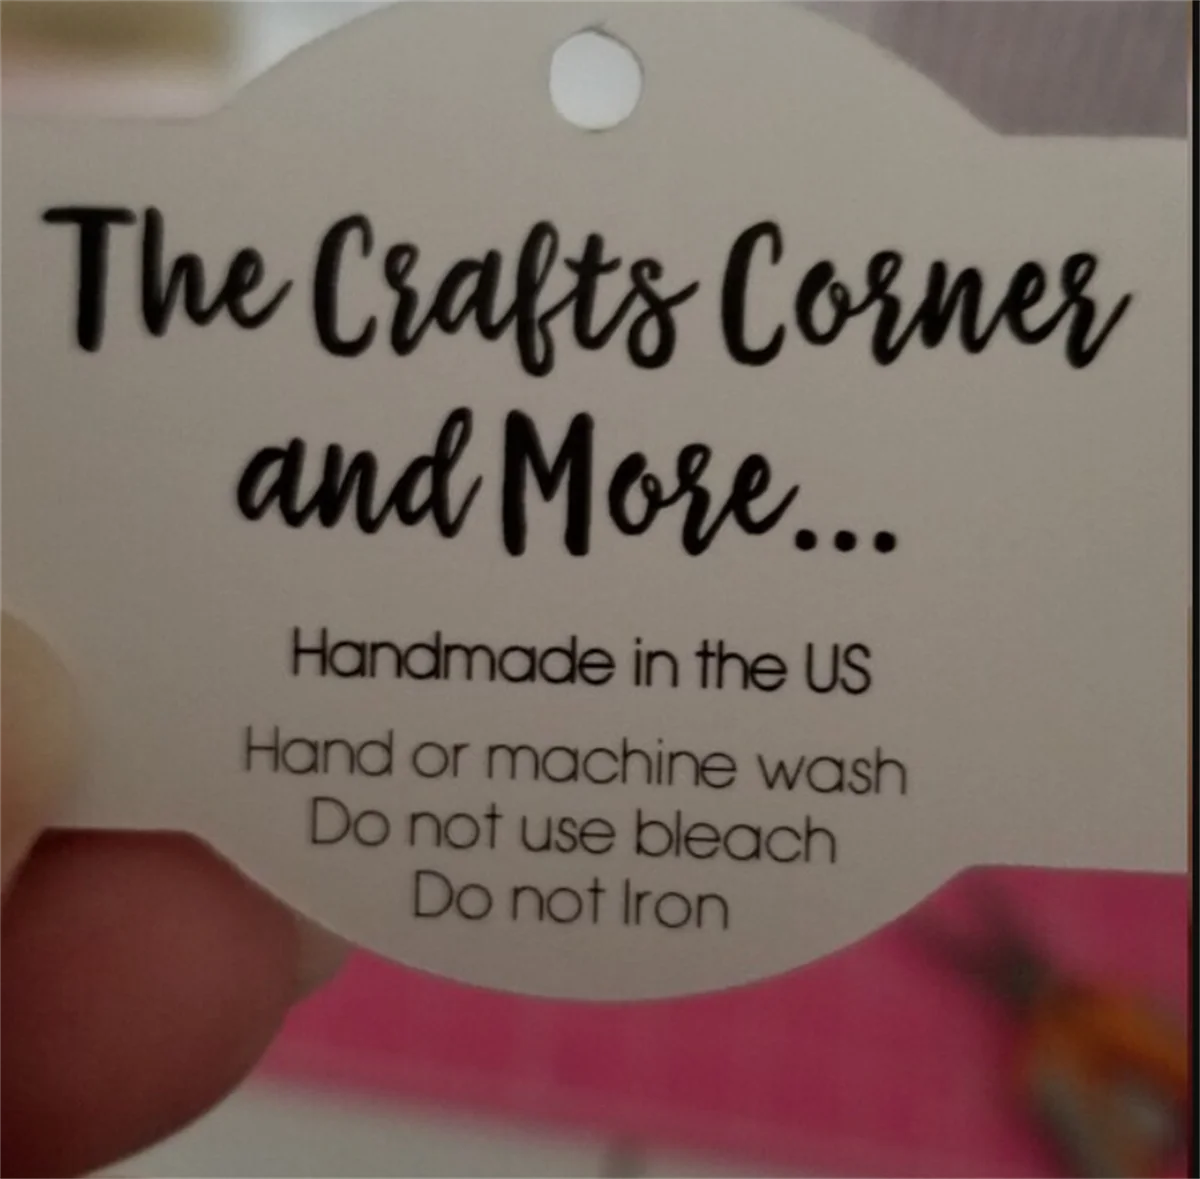 The Crafts Corner
and More...
Handmade in the US
Hand or machine wash
Do not use bleach
Do not Iron